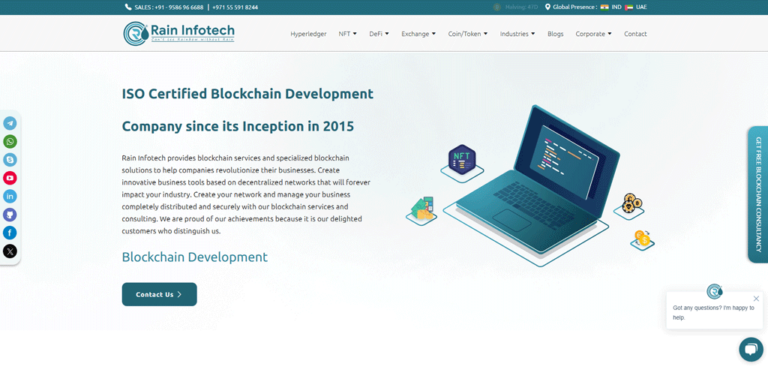 SALES : +91 - 9586 96 6688 | +971 55 591 8244
Global Presence : IND UAE
Rain Infotech
Hyperledger NFT DeFi Exchange Coin/Token Industries Blogs Corporate Contact
ISO Certified Blockchain Development
Company since its Inception in 2015
Rain Infotech provides blockchain services and specialized blockchain
solutions to help companies revolutionize their businesses. Create
innovative business tools based on decentralized networks that will forever
impact your industry. Create your network and manage your business
completely distributed and securely with our blockchain services and
consulting. We are proud of our achievements because it is our delighted
customers who distinguish us.
Blockchain Development
Contact Us
NFT
GET FREE BLOCKCHAIN CONSULTANCY
Got any questions? I'm happy to
help.